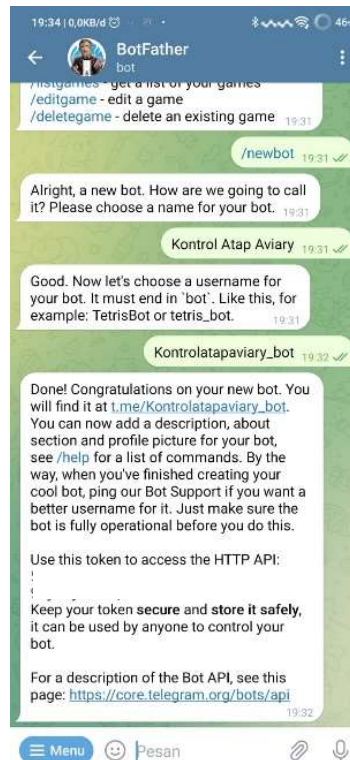 19:34 | 0,0KB/d
46
BotFather
bot
/listgames - get a list of your games
/editgame - edit a game
/deletegame - delete an existing game 19:31
/newbot 19:31
Alright, a new bot. How are we going to call
it? Please choose a name for your bot. 19:31
Kontrol Atap Aviary 19:31
Good. Now let's choose a username for
your bot. It must end in `bot`. Like this, for
example: TetrisBot or tetris_bot. 19:31
Kontrolatapaviary_bot 19:32
Done! Congratulations on your new bot. You
will find it at t.me/Kontrolatapaviary_bot.
You can now add a description, about
section and profile picture for your bot,
see /help for a list of commands. By the
way, when you've finished creating your
cool bot, ping our Bot Support if you want a
better username for it. Just make sure the
bot is fully operational before you do this.
Use this token to access the HTTP API:
Keep your token secure and store it safely,
it can be used by anyone to control your
bot.
For a description of the Bot API, see this
page: https://core.telegram.org/bots/api
19:32
Menu
Pesan